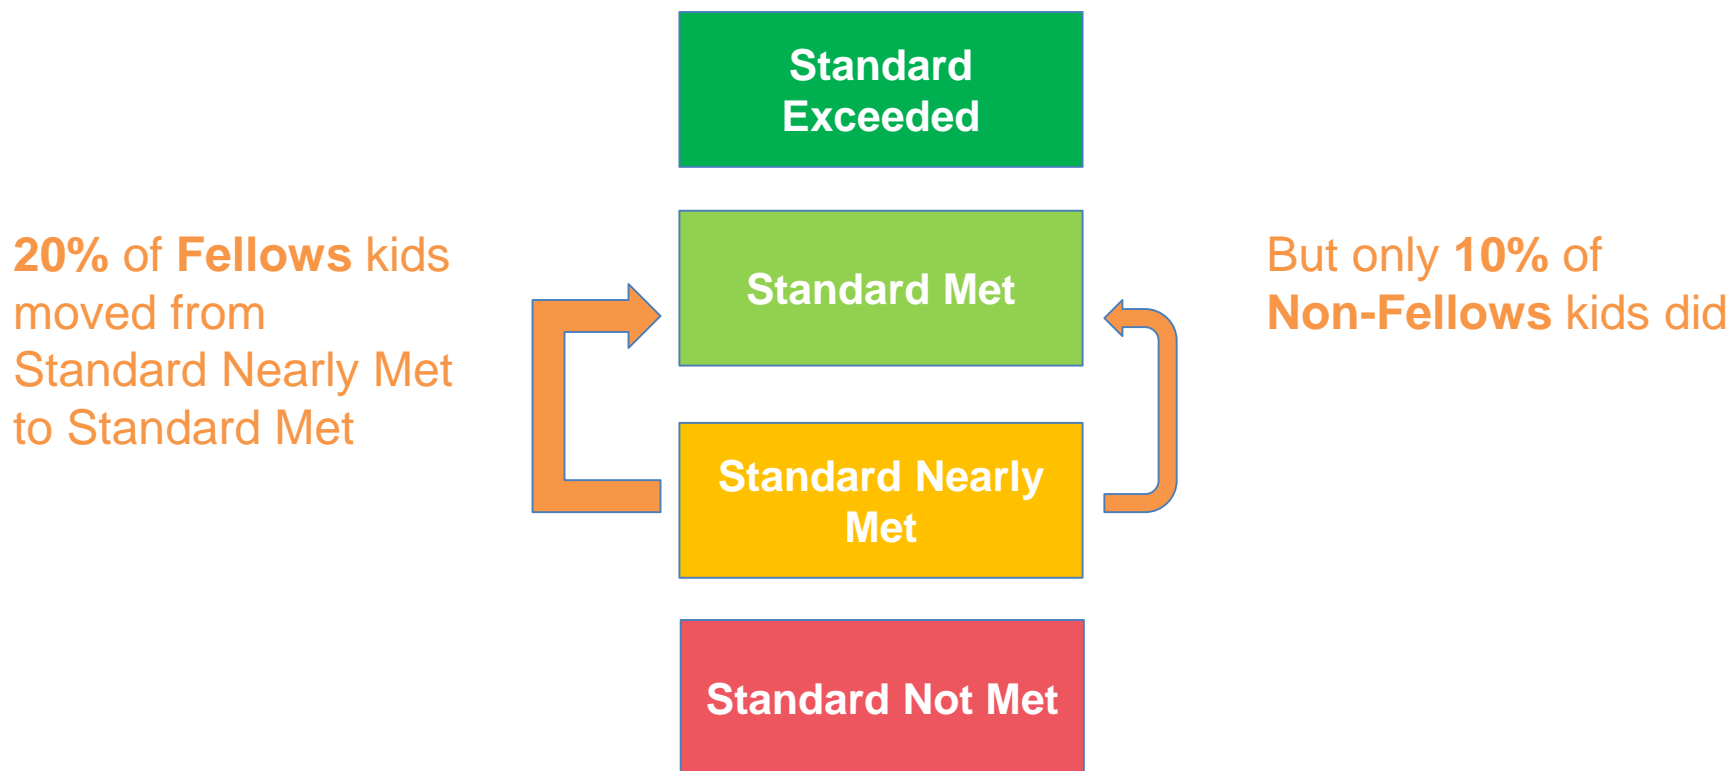 Standard
Exceeded
20% of Fellows kids
moved from
Standard Nearly Met
to Standard Met
Standard Met
But only 10% of
Non-Fellows kids did
Standard Nearly
Met
Standard Not Met